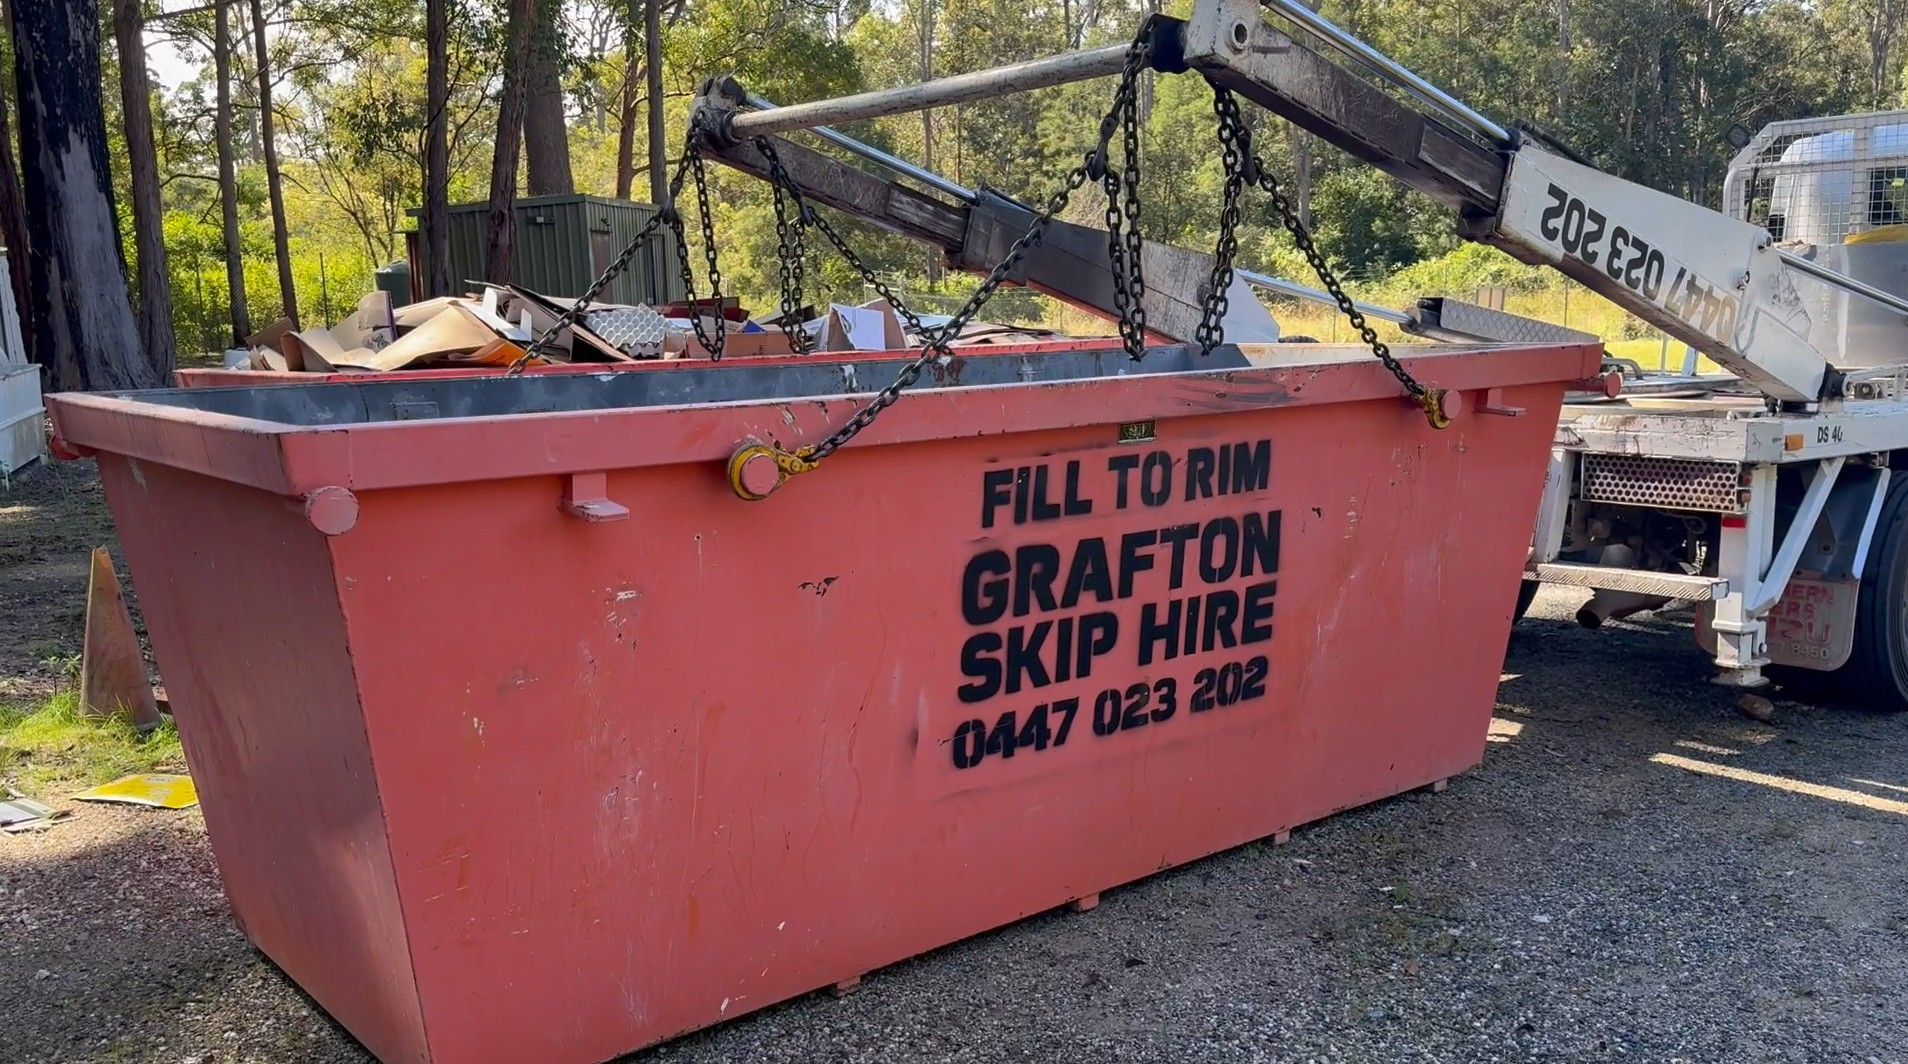 FILL TO RIM
GRAFTON
SKIP HIRE
0447 023 202
0447 023 202
DS 40